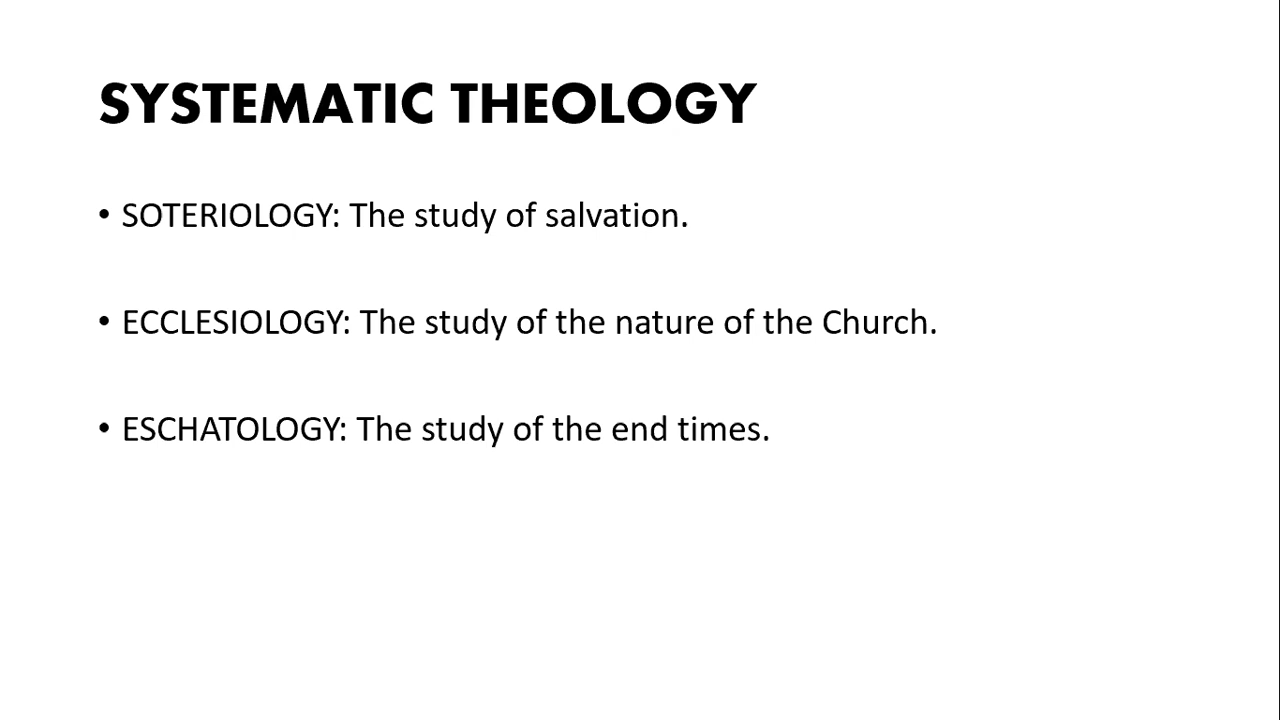 SYSTEMATIC THEOLOGY
• SOTERIOLOGY: The study of salvation.
• ECCLESIOLOGY: The study of the nature of the Church.
• ESCHATOLOGY: The study of the end times.